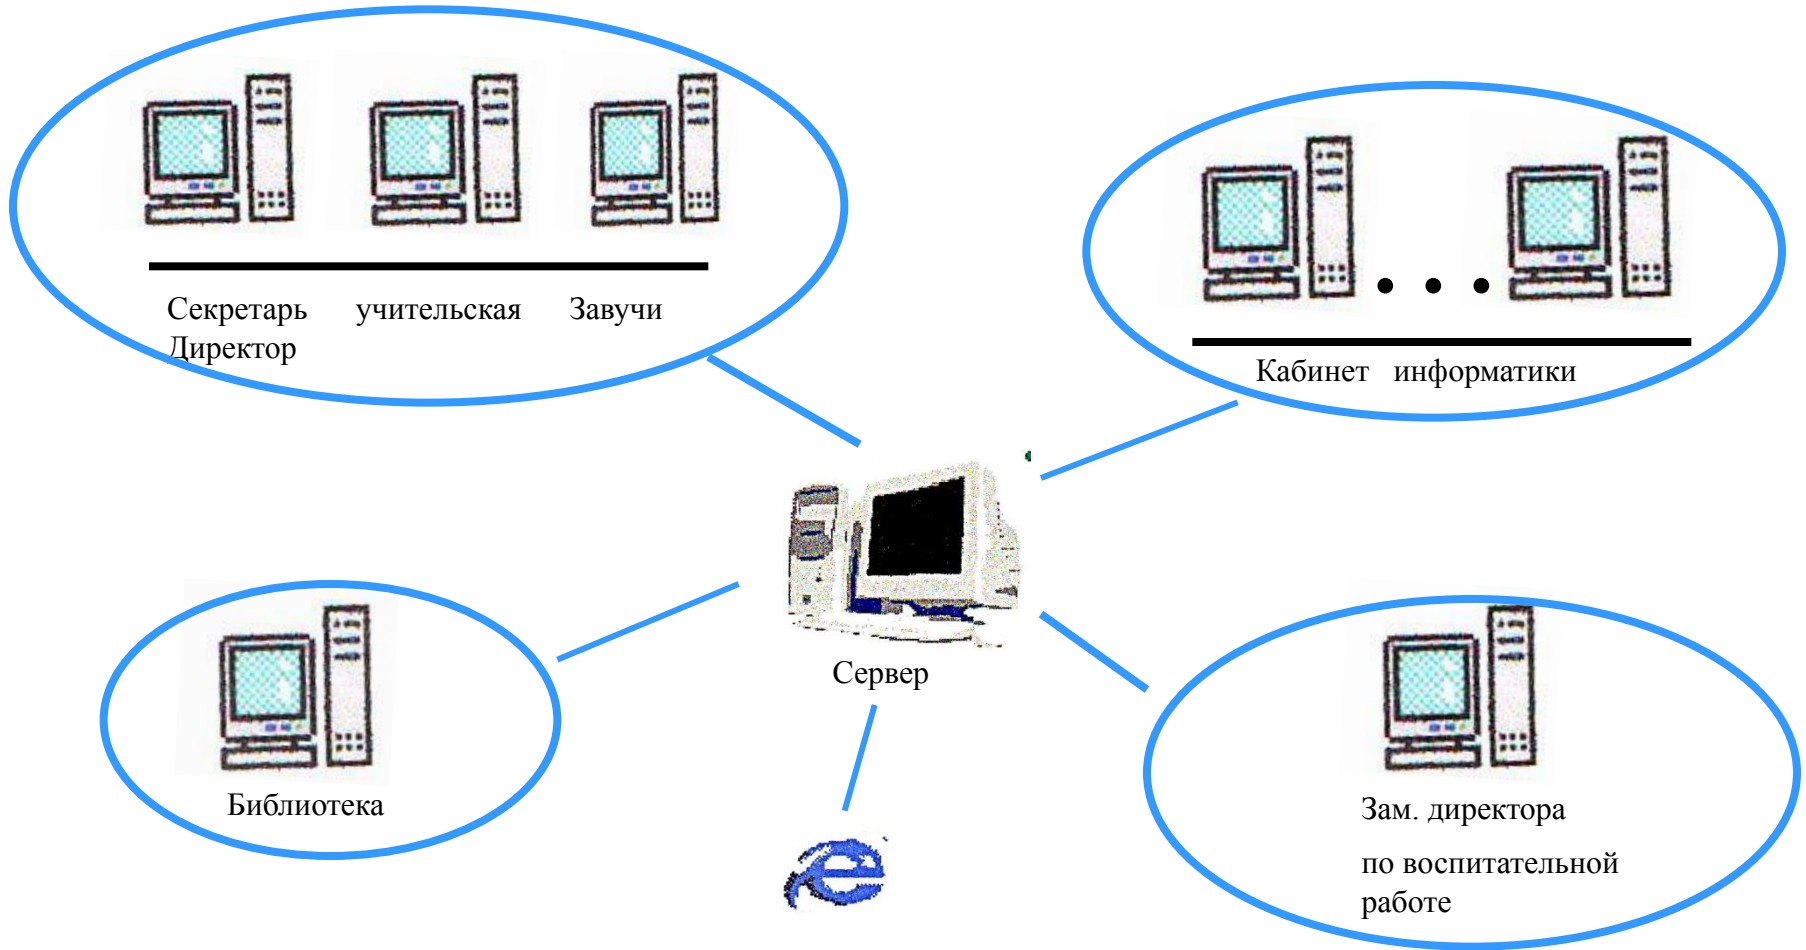 Секретарь учительская Завучи
Директор
Кабинет информатики
Сервер
Библиотека
Зам. директора
по воспитательной
работе